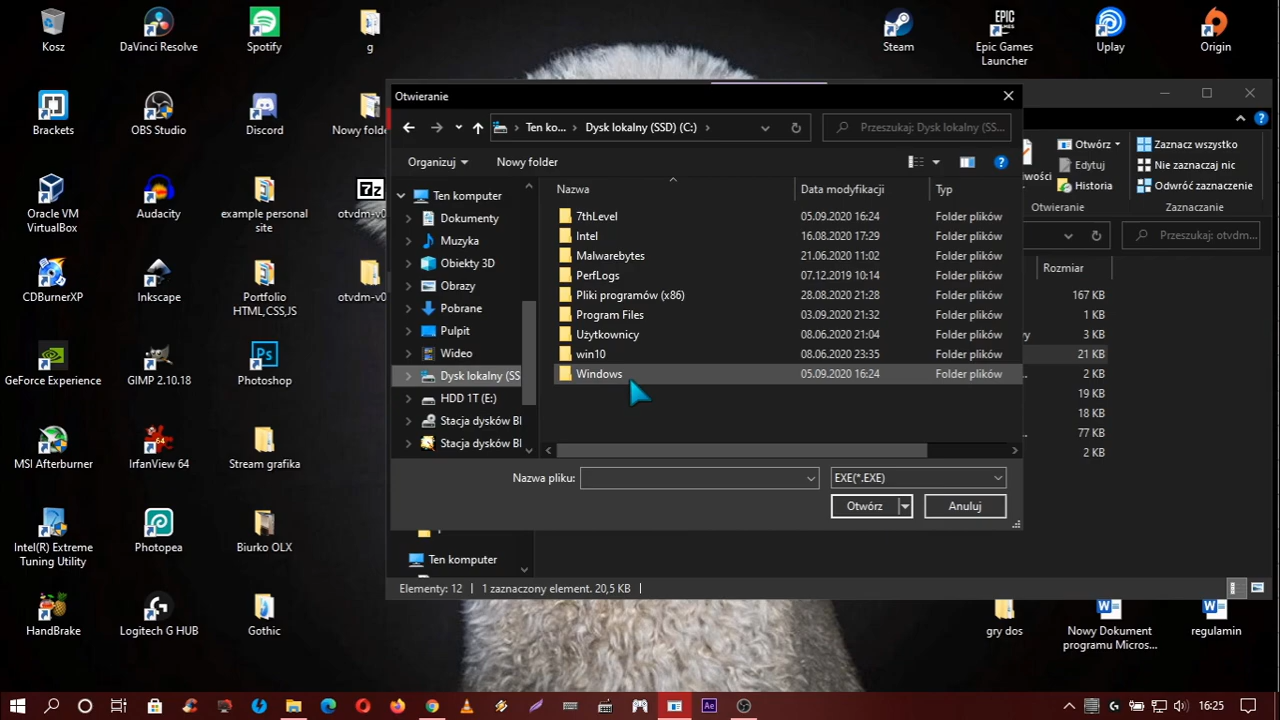 Kosz
DaVinci Resolve
Spotify
g
Steam
Epic Games
Launcher
Uplay
Origin
Brackets
OBS Studio
Discord
Nowy folde
Oracle VM
VirtualBox
Audacity
example personal
site
7z
otvdm-v0
CDBurnerXP
Inkscape
Portfolio
HTML,CSS,JS
otvdm-v0
GeForce Experience
GIMP 2.10.18
Ps
Photoshop
MSI Afterburner
64
IrfanView 64
Stream grafika
Intel(R) Extreme
Tuning Utility
Photopea
Biurko OLX
HandBrake
Logitech G HUB
Gothic
gry dos
Nowy Dokument
programu Micros...
regulamin
Otwieranie
Ten ko...
Dysk lokalny (SSD) (C:)
Przeszukaj: Dysk lokalny (SS...
Organizuj
Nowy folder
Nazwa
Data modyfikacji
Typ
Ten komputer
Dokumenty
Muzyka
Obiekty 3D
Obrazy
Pobrane
Pulpit
Wideo
Dysk lokalny (SS
HDD 1T (E:)
Stacja dysków Bl
Stacja dysków Bl
7thLevel 05.09.2020 16:24 Folder plików
Intel 16.08.2020 17:29 Folder plików
Malwarebytes 21.06.2020 11:02 Folder plików
PerfLogs 07.12.2019 10:14 Folder plików
Pliki programów (x86) 28.08.2020 21:28 Folder plików
Program Files 03.09.2020 21:32 Folder plików
Użytkownicy 08.06.2020 21:04 Folder plików
win10 08.06.2020 23:35 Folder plików
Windows 05.09.2020 16:24 Folder plików
Nazwa pliku:
EXE(*.EXE)
Otwórz
Anuluj
wości
Otwórz
Edytuj
Historia
Otwieranie
Zaznacz wszystko
Nie zaznaczaj nic
Odwróć zaznaczenie
Zaznaczanie
Przeszukaj: otvdm...
Rozmiar
167 KB
1 KB
3 KB
21 KB
2 KB
19 KB
18 KB
77 KB
2 KB
Ten komputer
Elementy: 12
1 zaznaczony element. 20,5 KB
Ae
16:25